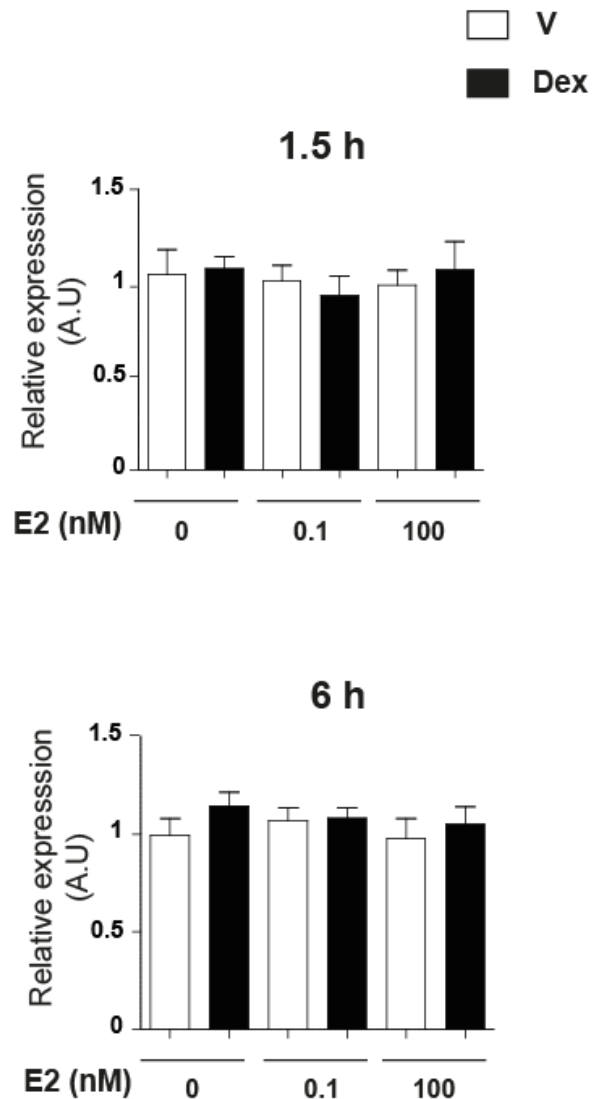 V
Dex
1.5 h
Relative expresssion
(A.U)
1.5
1
0.5
0
E2 (nM)
0
0.1
100
6 h
Relative expresssion
(A.U)
1.5
1
0.5
0
E2 (nM)
0
0.1
100